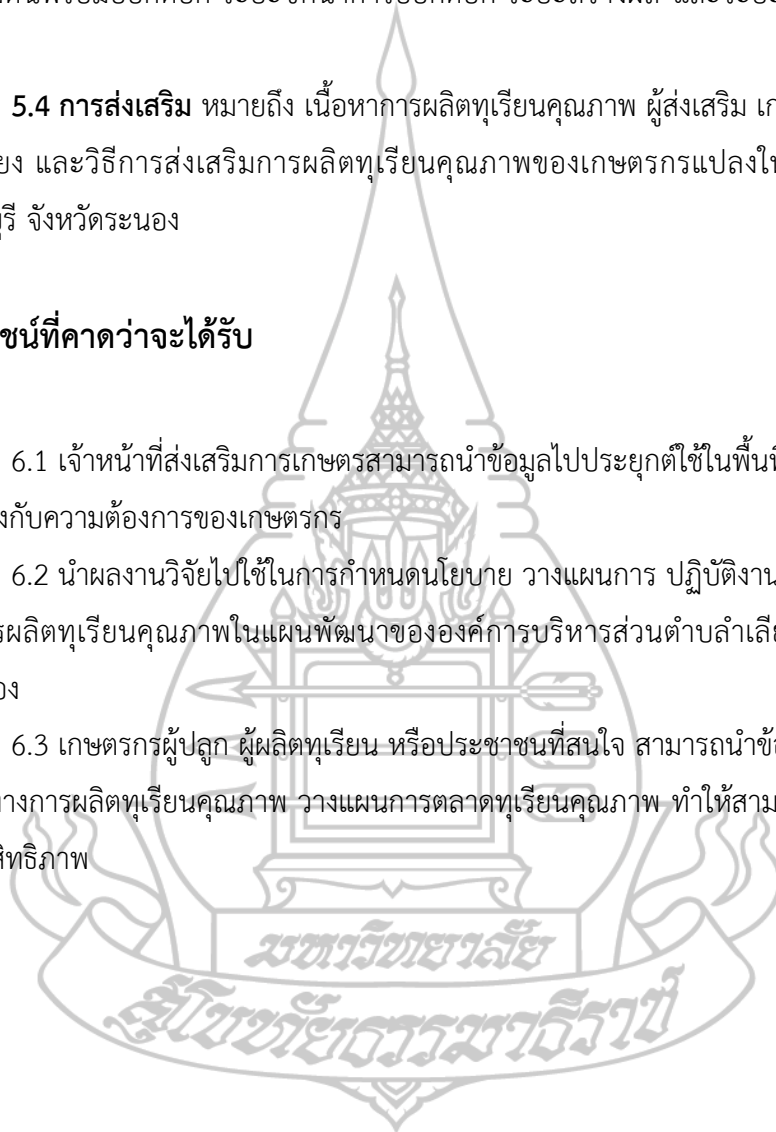 5.4 การส่งเสริม หมายถึง เนื้อหาการผลิตทุเรียนคุณภาพ ผู้ส่งเสริม
และวิธีการส่งเสริมการผลิตทุเรียนคุณภาพของเกษตรกรแปลง
จังหวัดระนอง
ที่คาดว่าจะได้รับ
6.1 เจ้าหน้าที่ส่งเสริมการเกษตรสามารถนำข้อมูลไปประยุกต์ใช้ในพื้นที่
กับความต้องการของเกษตรกร
6.2 นำผลงานวิจัยไปใช้ในการกำหนดนโยบาย วางแผนการ ปฏิบัติงาน
ผลิตทุเรียนคุณภาพในแผนพัฒนาขององค์การบริหารส่วนตำบล
6.3 เกษตรกรผู้ปลูก ผู้ผลิตทุเรียน หรือประชาชนที่สนใจ สามารถนำ
ทางการผลิตทุเรียนคุณภาพ วางแผนการตลาดทุเรียนคุณภาพ ทำให้
สิทธิภาพ
มหาวิทยาลัย
สุโขทัยธรรมาธิราช